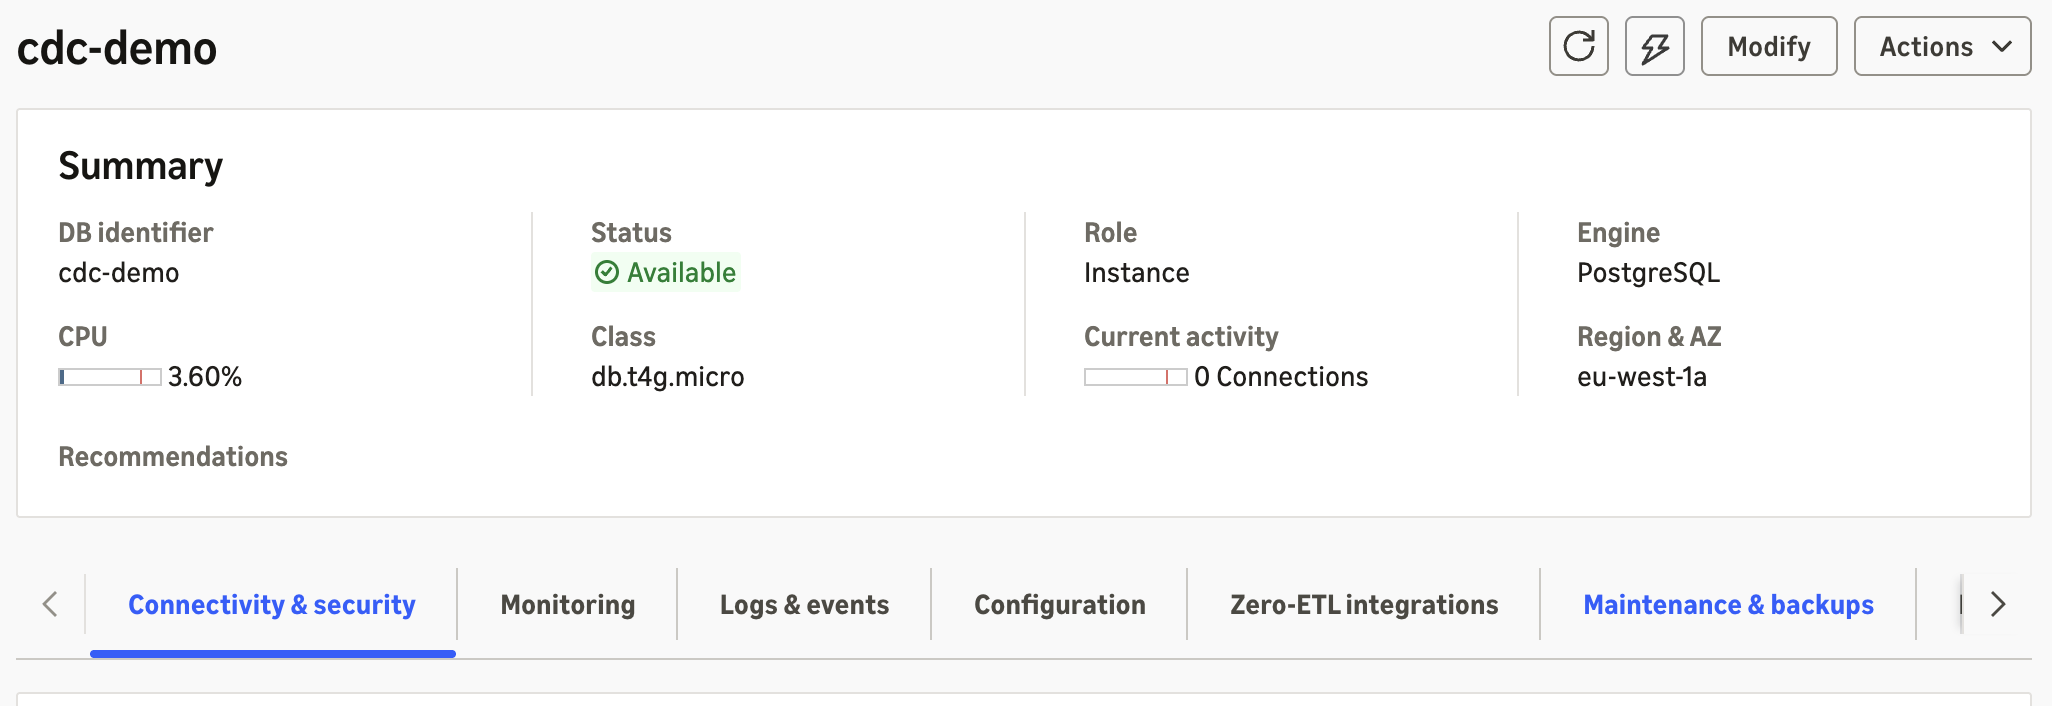 cdc-demo
Modify
Actions
Summary
DB identifier
cdc-demo
Status
Available
Role
Instance
Engine
PostgreSQL
CPU
3.60%
Class
db.t4g.micro
Current activity
0 Connections
Region & AZ
eu-west-1a
Recommendations
Connectivity & security
Monitoring
Logs & events
Configuration
Zero-ETL integrations
Maintenance & backups